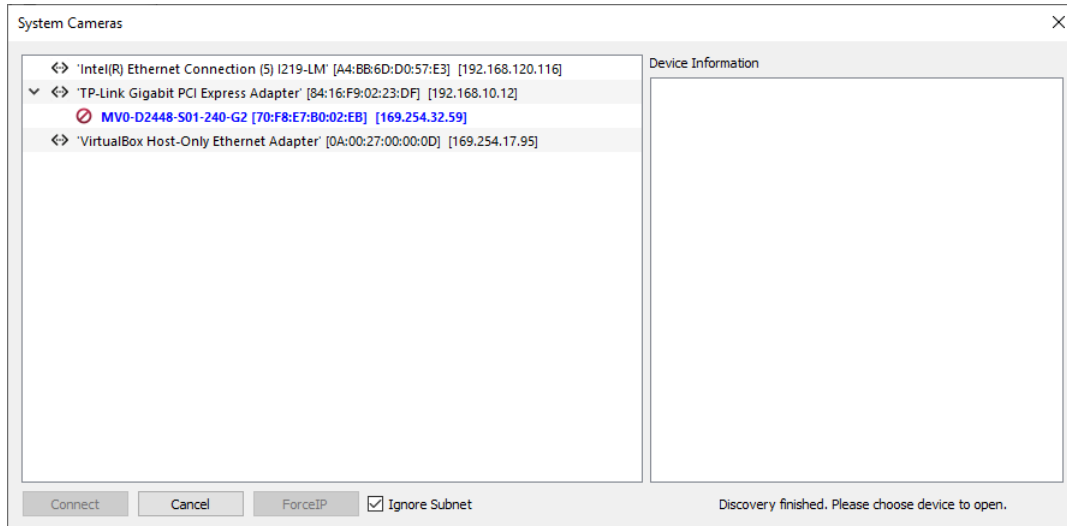 System Cameras
'Intel(R) Ethernet Connection (5) I219-LM' [A4:BB:6D:D0:57:E3] [192.168.120.116]
'TP-Link Gigabit PCI Express Adapter' [84:16:F9:02:23:DF] [192.168.10.12]
MV0-D2448-S01-240-G2 [70:F8:E7:B0:02:EB] [169.254.32.59]
'VirtualBox Host-Only Ethernet Adapter' [0A:00:27:00:00:0D] [169.254.17.95]
Device Information
Connect Cancel ForceIP Ignore Subnet Discovery finished. Please choose device to open.